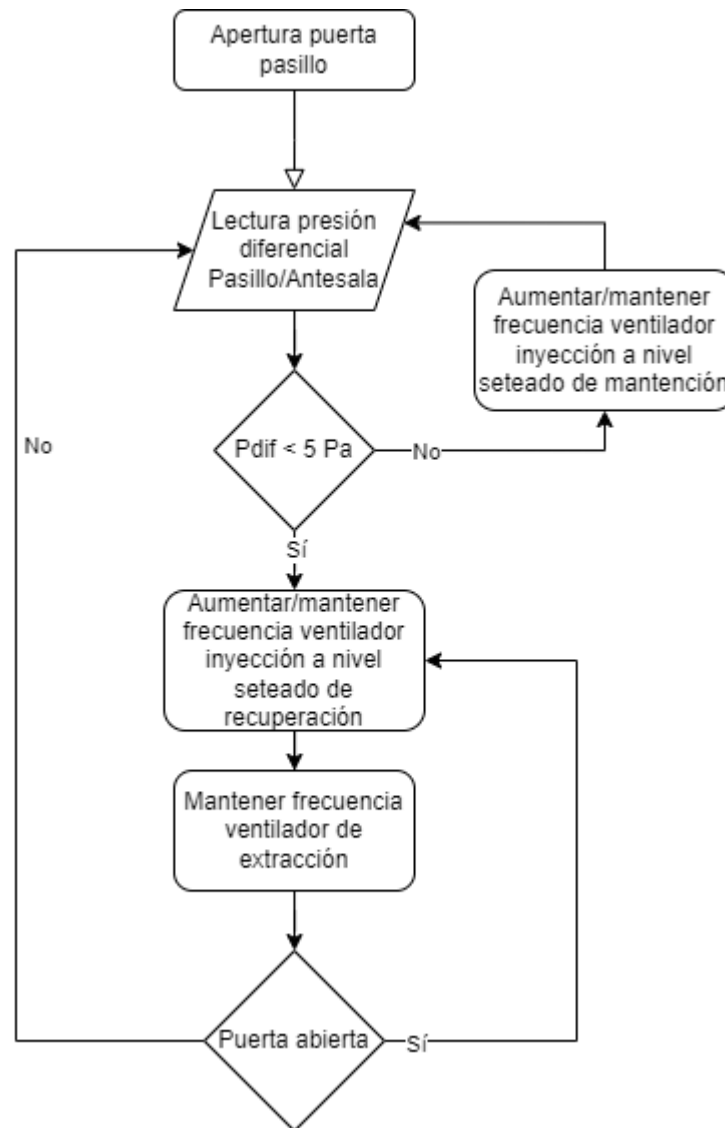 Apertura puerta
pasillo
Lectura presión
diferencial
Pasillo/Antesala
Aumentar/mantener
frecuencia ventilador
inyección a nivel
seteado de mantención
Pdif < 5 Pa
No
No
Sí
Aumentar/mantener
frecuencia ventilador
inyección a nivel
seteado de
recuperación
Mantener frecuencia
ventilador de
extracción
Puerta abierta
Sí